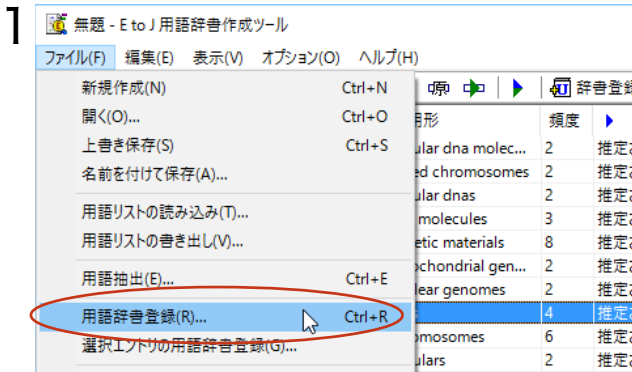 1
無題 - E to J 用語辞書作成ツール
ファイル(F) 編集(E) 表示(V) オプション(O) ヘルプ(H)
新規作成(N) Ctrl+N
開く(O)... Ctrl+O
上書き保存(S) Ctrl+S
名前を付けて保存(A)...
用語リストの読み込み(T)...
用語リストの書き出し(V)...
用語抽出(E)... Ctrl+E
用語辞書登録(R)... Ctrl+R
選択エントリの用語辞書登録(G)...
辞書登録
形 頻度
ular dna molec... 2 推定
ed chromosomes 2 推定
ular dnas 2 推定
molecules 3 推定
etic materials 8 推定
ochondrial gen... 2 推定
lear genomes 2 推定
4 推定
omosomes 6 推定
ulars 2 推定